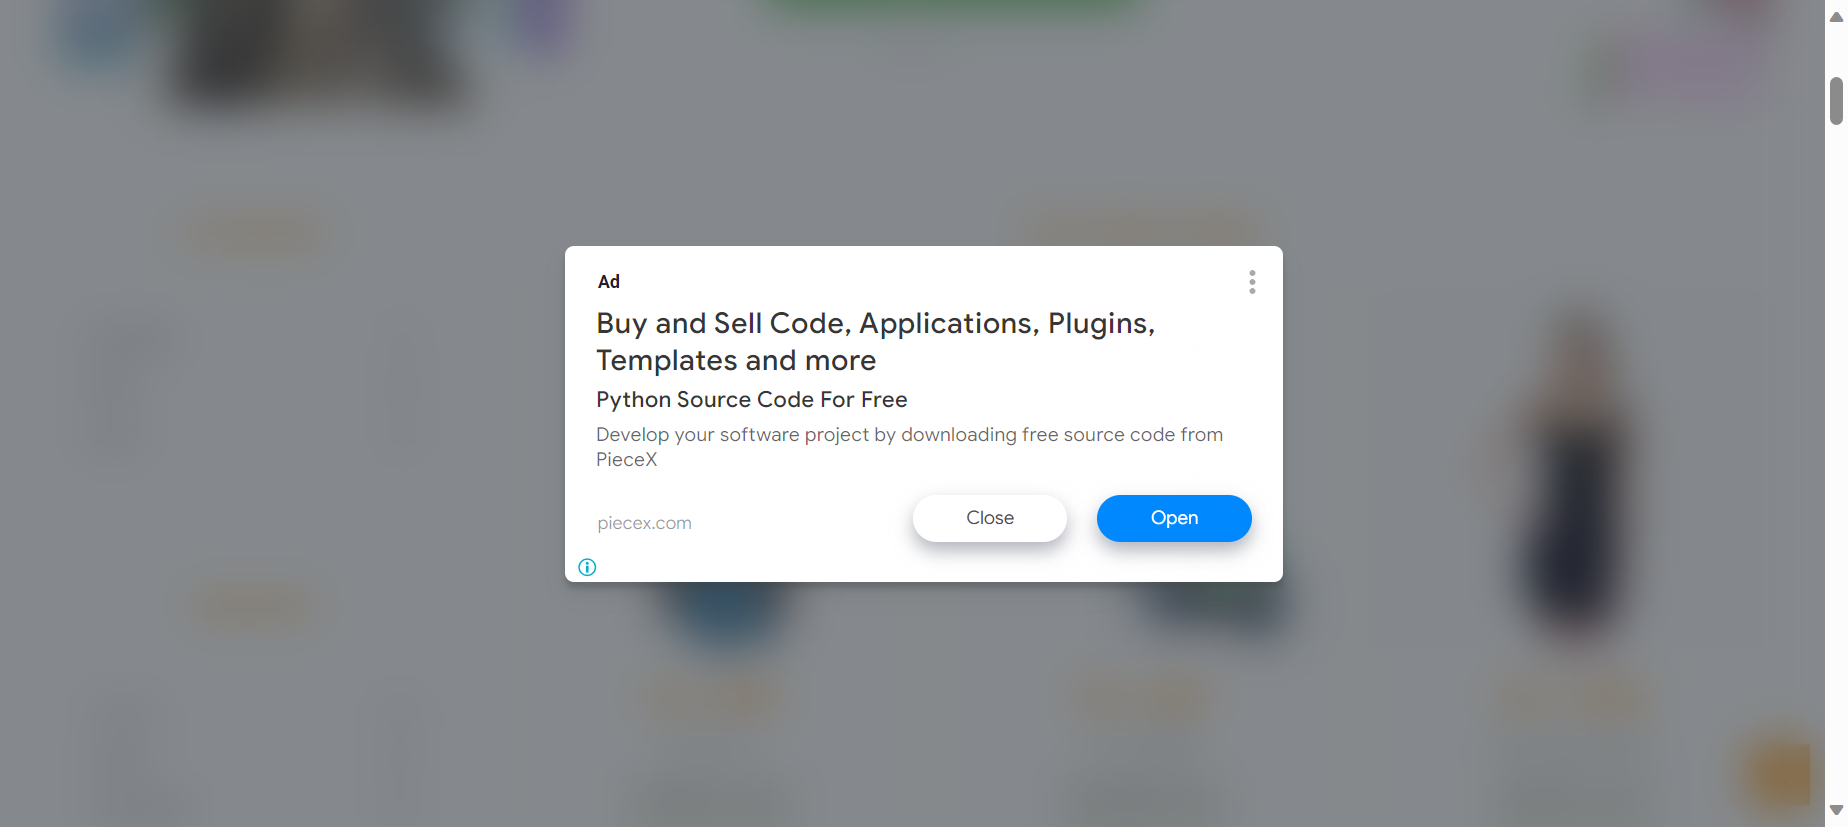 Ad
Buy and Sell Code, Applications, Plugins,
Templates and more
Python Source Code For Free
Develop your software project by downloading free source code from
PieceX
piecex.com
Close
Open